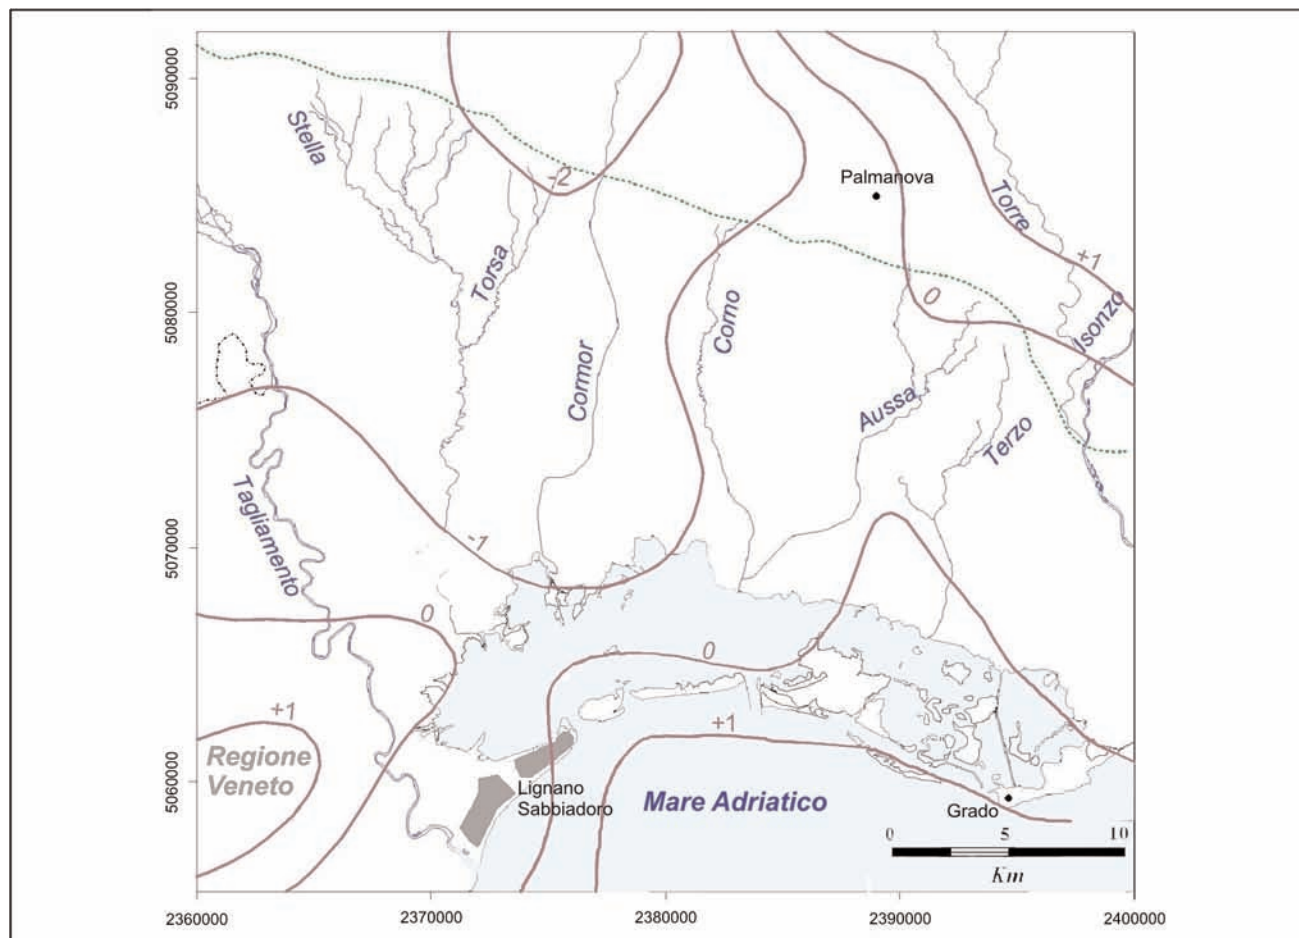 5090000
5080000
5070000
5060000
Stella
-2
Palmanova
Torre
+1
Torsa
0
Isonzo
Corno
Cormor
Aussa
Terzo
Tagliamento
-1
0
0
+1
+1
Regione
Veneto
Lignano
Sabbiadoro
Mare Adriatico
Grado
0 5 10
Km
2360000 2370000 2380000 2390000 2400000